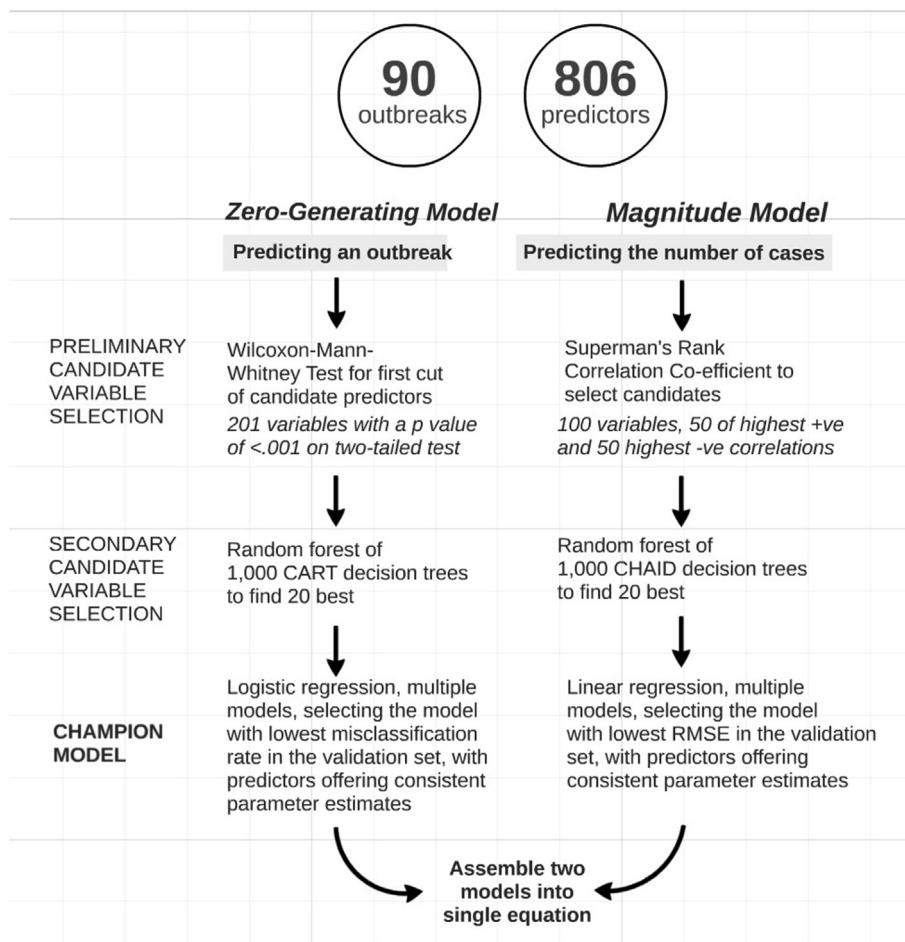 90
outbreaks
806
predictors
Zero-Generating Model
Magnitude Model
Predicting an outbreak
Predicting the number of cases
PRELIMINARY
CANDIDATE
VARIABLE
SELECTION
Wilcoxon-Mann-
Whitney Test for first cut
of candidate predictors
201 variables with a p value
of <.001 on two-tailed test
Superman's Rank
Correlation Co-efficient to
select candidates
100 variables, 50 of highest +ve
and 50 highest -ve correlations
SECONDARY
CANDIDATE
VARIABLE
SELECTION
Random forest of
1,000 CART decision trees
to find 20 best
Random forest of
1,000 CHAID decision trees
to find 20 best
CHAMPION
MODEL
Logistic regression, multiple
models, selecting the model
with lowest misclassification
rate in the validation set, with
predictors offering consistent
parameter estimates
Linear regression, multiple
models, selecting the model
with lowest RMSE in the validation
set, with predictors offering
consistent parameter estimates
Assemble two
models into
single equation